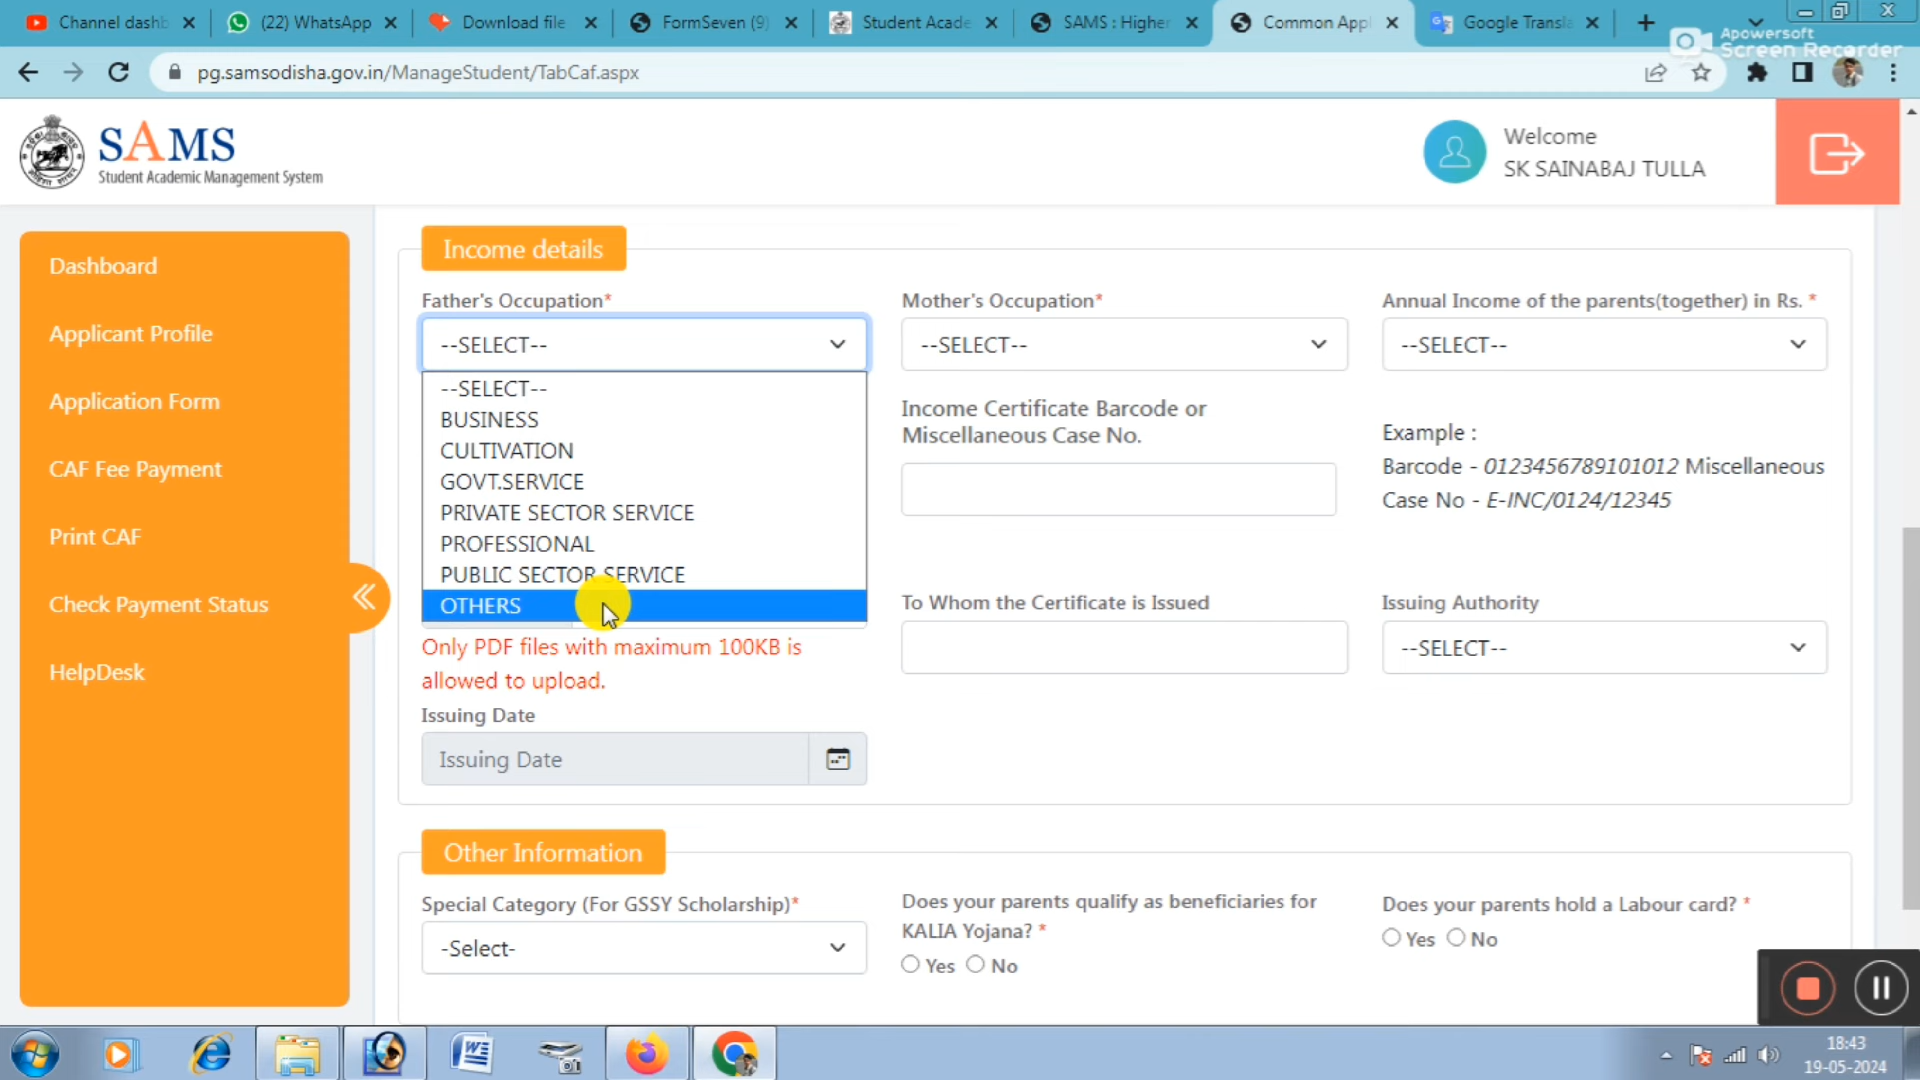 Channel dashb
(22) WhatsApp
Download file
FormSeven (9)
Student Acade
SAMS : Higher
Common Appl
Google Transla
Apowersoft
Screen Recorder
pg.samsodisha.gov.in/ManageStudent/TabCaf.aspx
SAMS
Student Academic Management System
Welcome
SK SAINABAJ TULLA
Dashboard
Applicant Profile
Application Form
CAF Fee Payment
Print CAF
Check Payment Status
HelpDesk
Income details
Father's Occupation*
--SELECT--
--SELECT--
BUSINESS
CULTIVATION
GOVT.SERVICE
PRIVATE SECTOR SERVICE
PROFESSIONAL
PUBLIC SECTOR SERVICE
OTHERS
Only PDF files with maximum 100KB is
allowed to upload.
Issuing Date
Issuing Date
Mother's Occupation*
--SELECT--
Income Certificate Barcode or
Miscellaneous Case No.
To Whom the Certificate is Issued
Annual Income of the parents(together) in Rs. *
--SELECT--
Example :
Barcode - 0123456789101012 Miscellaneous
Case No - E-INC/0124/12345
Issuing Authority
--SELECT--
Other Information
Special Category (For GSSY Scholarship)*
-Select-
Does your parents qualify as beneficiaries for
KALIA Yojana? *
Yes No
Does your parents hold a Labour card? *
Yes No
18:43
19-05-2024